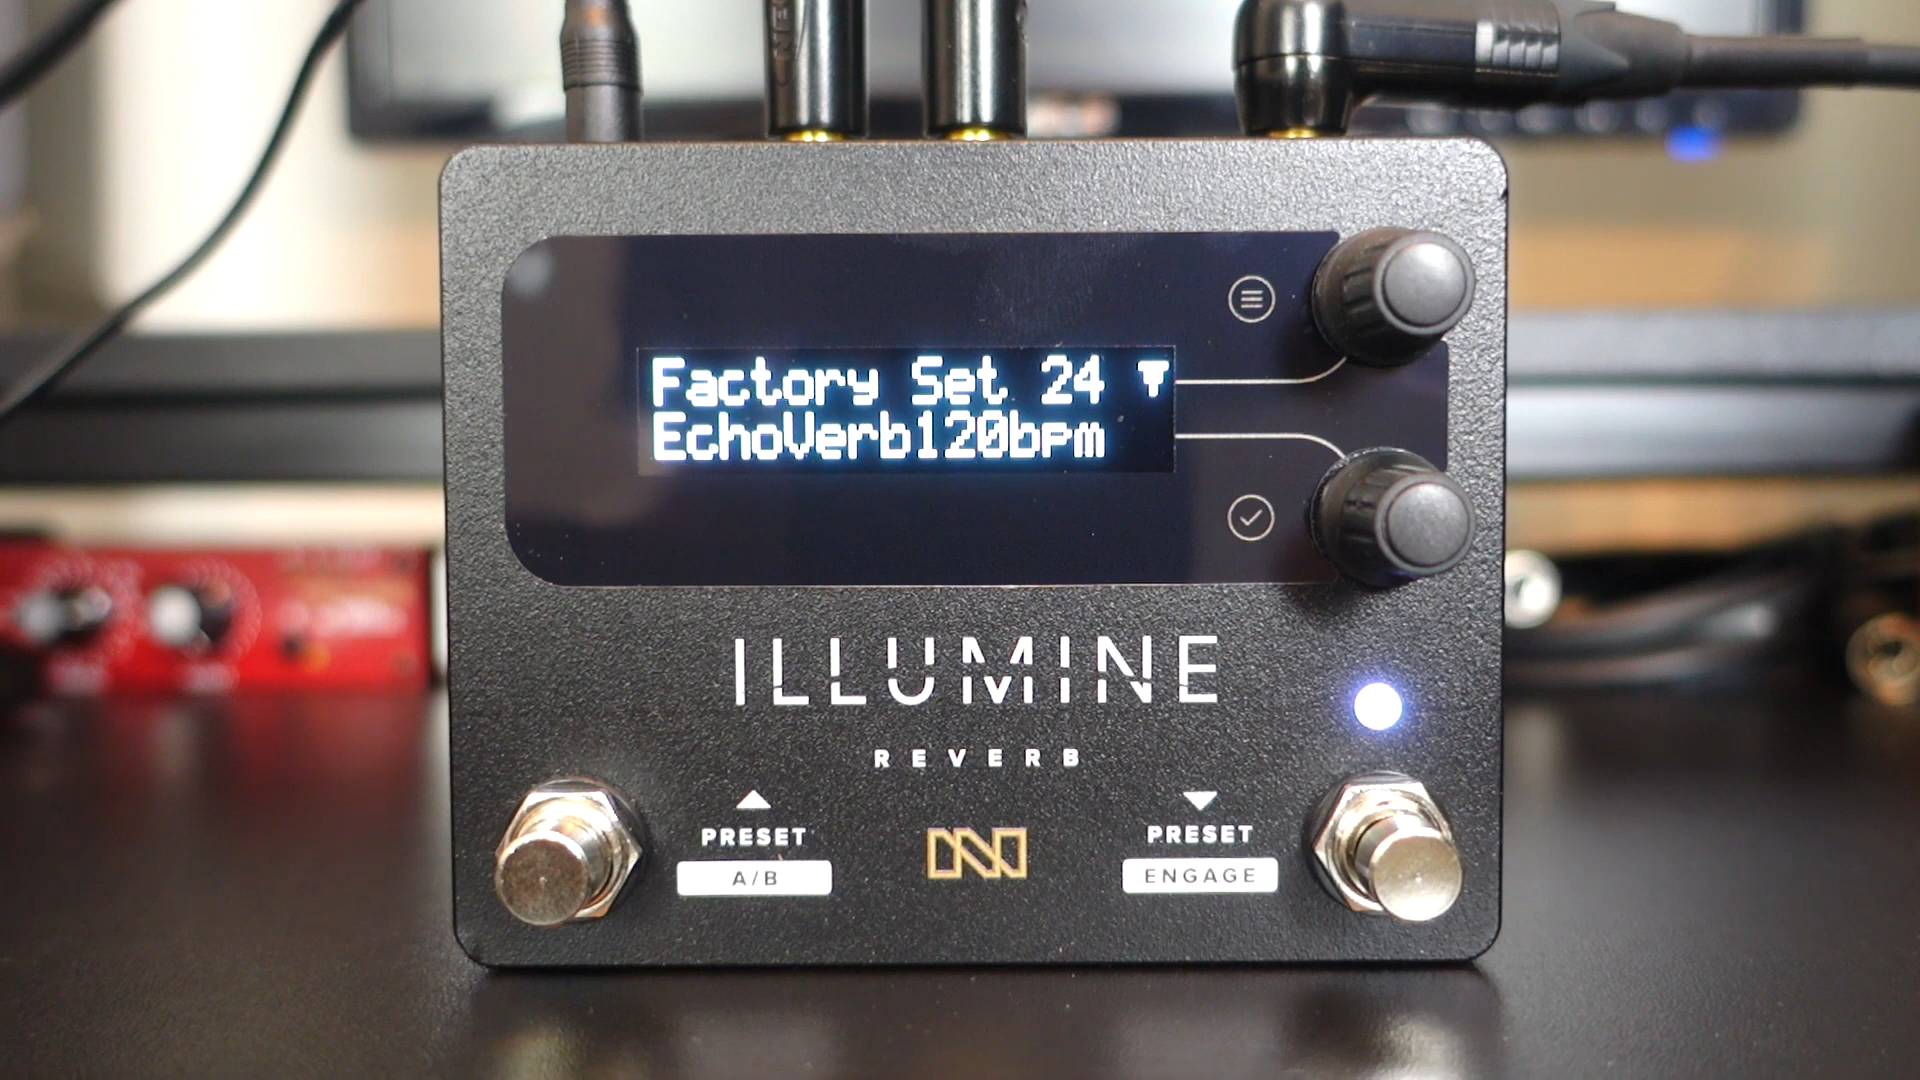 Factory Set 24
EchoVerb120bpm
ILLUMINE
REVERB
PRESET
A/B
PRESET
ENGAGE